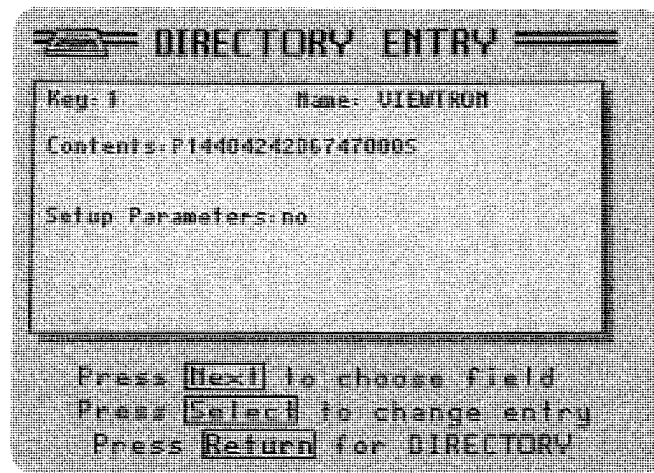 DIRECTORY ENTRY
Key: 1 Name: VIEWTRON
Contents:P14404242D6747000S
Setup Parameters:no
Press Next to choose field
Press Select to change entry
Press Return for DIRECTORY